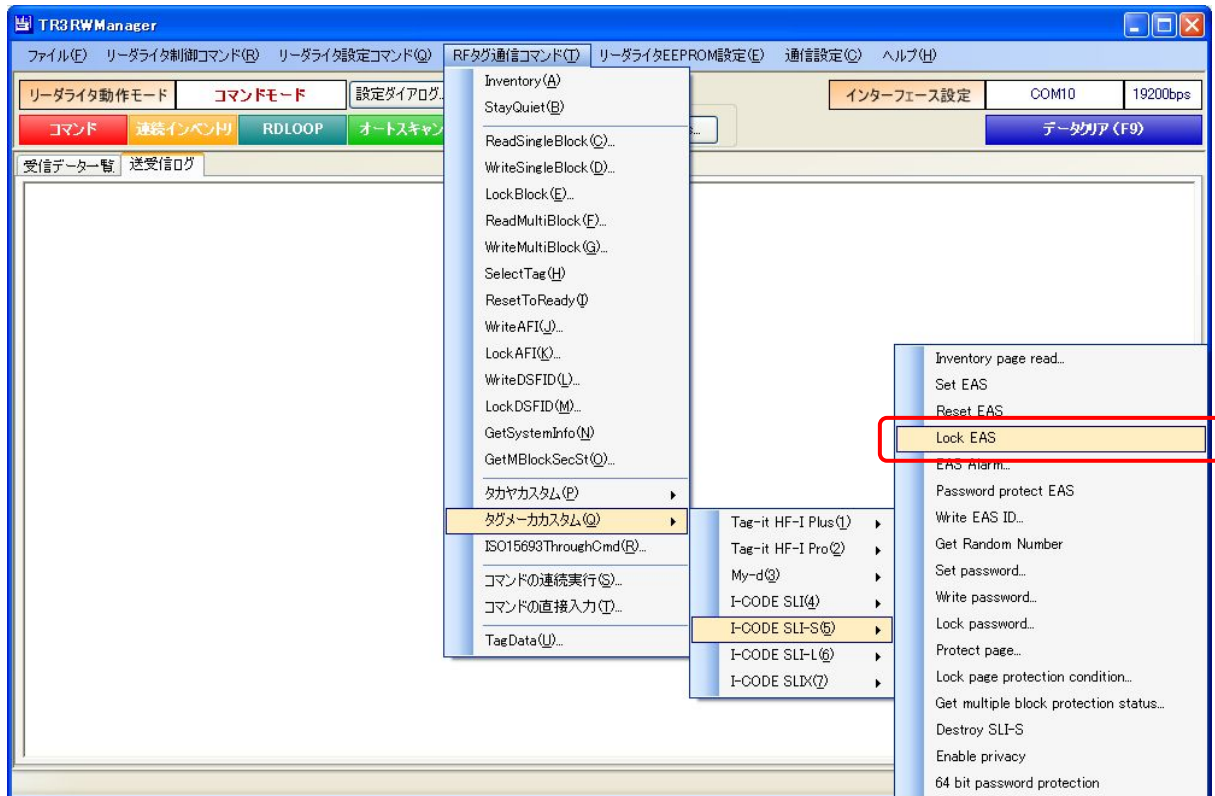 TR3RWManager
ファイル(F) リーダライタ制御コマンド(R) リーダライタ設定コマンド(Q) RFタグ通信コマンド(T) リーダライタEEPROM設定(E) 通信設定(C) ヘルプ(H)
リーダライタ動作モード コマンドモード 設定ダイアログ... インターフェース設定 COM10 19200bps
コマンド 連続インベントリ RDLOOP オートスキャン データクリア(F9)
受信データ一覧 送受信ログ
Inventory(A)
StayQuiet(B)
ReadSingleBlock(C)...
WriteSingleBlock(D)...
LockBlock(E)...
ReadMultiBlock(F)...
WriteMultiBlock(G)...
SelectTag(H)
ResetToReady(I)
WriteAFI(J)...
LockAFI(K)...
WriteDSFID(L)...
LockDSFID(M)...
GetSystemInfo(N)
GetMBlockSecSt(O)...
タカヤカスタム(P)
タグメーカカスタム(Q)
ISO15693ThroughCmd(R)...
コマンドの連続実行(S)...
コマンドの直接入力(T)...
TagData(U)...
Tag-it HF-I Plus(1)
Tag-it HF-I Pro(2)
My-d(3)
I-CODE SLI(4)
I-CODE SLI-S(5)
I-CODE SLI-L(6)
I-CODE SLIX(7)
Inventory page read...
Set EAS
Reset EAS
Lock EAS
EAS Alarm...
Password protect EAS
Write EAS ID...
Get Random Number
Set password...
Write password...
Lock password...
Protect page...
Lock page protection condition...
Get multiple block protection status...
Destroy SLI-S
Enable privacy
64 bit password protection